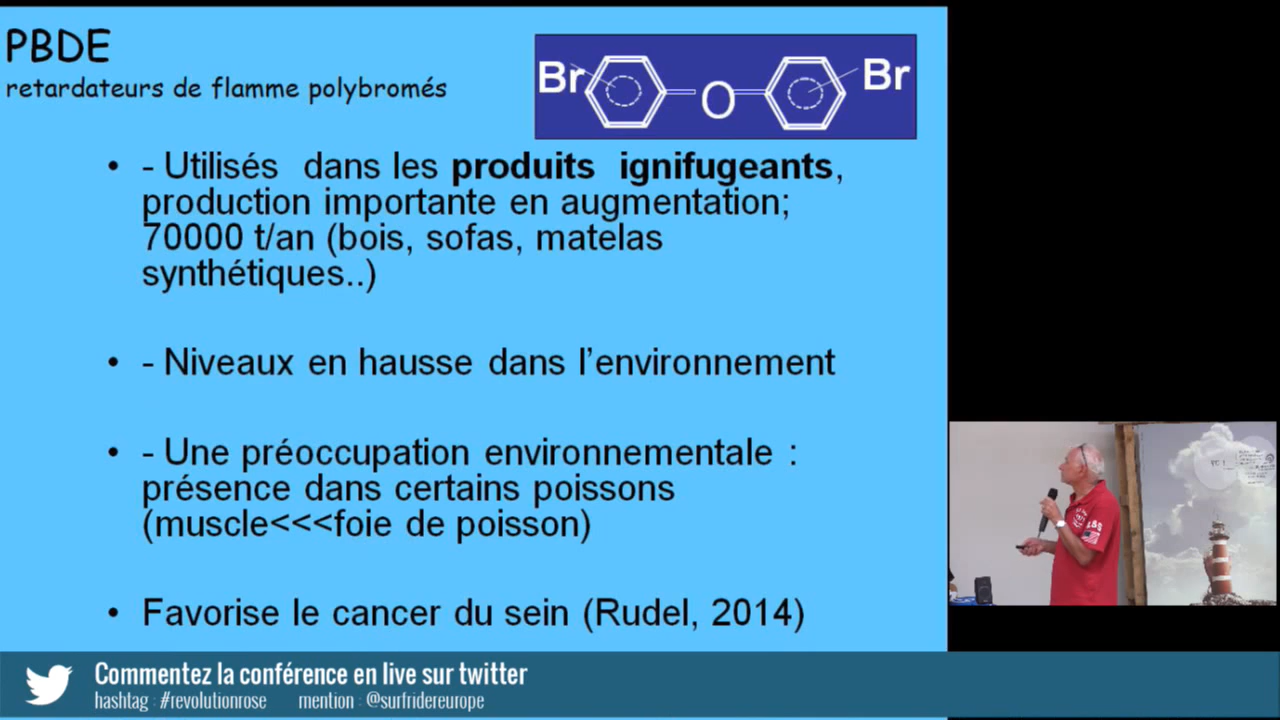 PBDE
retardateurs de flamme polybromés
Br
O
Br
• - Utilisés dans les produits ignifugeants,
production importante en augmentation;
70000 t/an (bois, sofas, matelas
synthétiques..)
• - Niveaux en hausse dans l'environnement
• - Une préoccupation environnementale :
présence dans certains poissons
(muscle<<<foie de poisson)
• Favorise le cancer du sein (Rudel, 2014)
Commentez la conférence en live sur twitter
hashtag : #revolutionrose mention : @surfridereurope